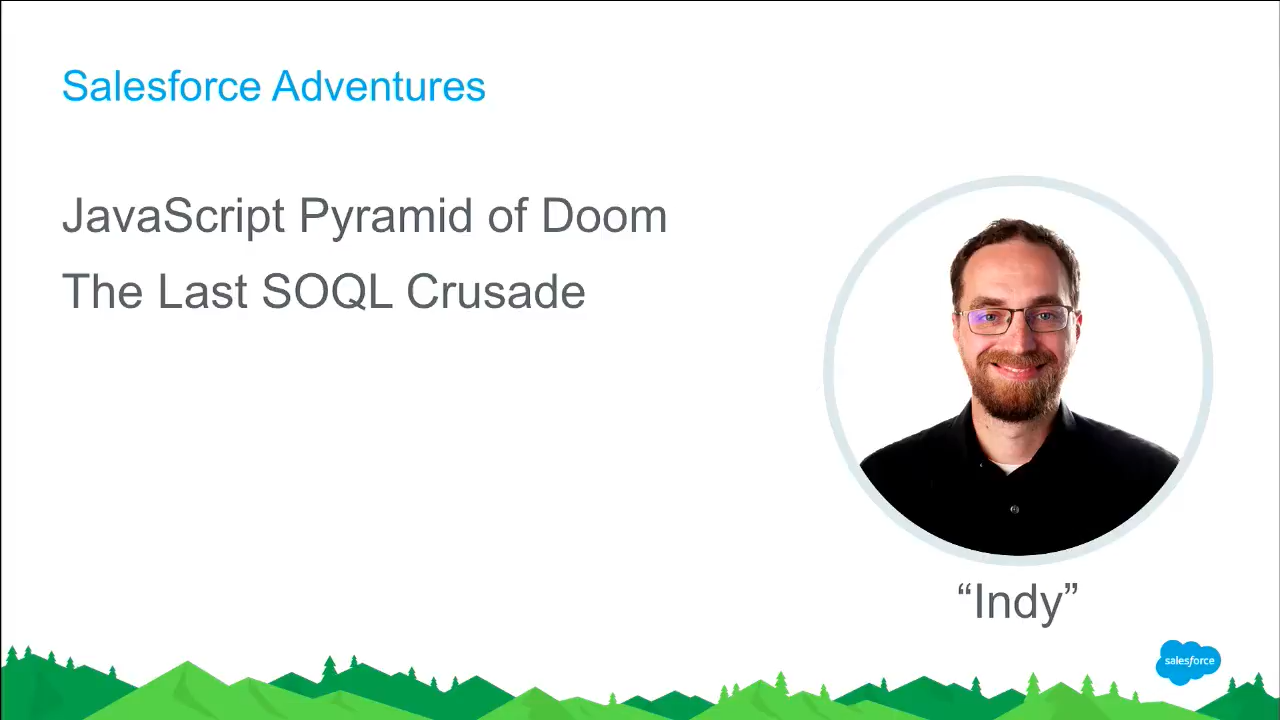 Salesforce Adventures
JavaScript Pyramid of Doom
The Last SOQL Crusade
“Indy”
salesforce